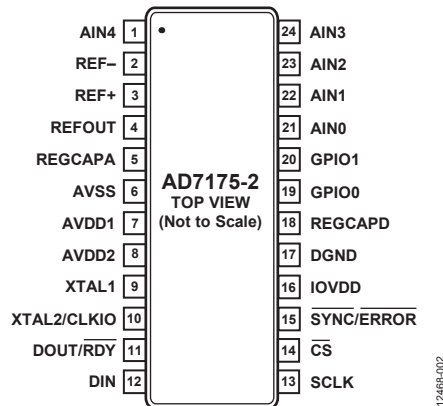 AIN4 1
REF– 2
REF+ 3
REFOUT 4
REGCAPA 5
AVSS 6
AVDD1 7
AVDD2 8
XTAL1 9
XTAL2/CLKIO 10
DOUT/RDY 11
DIN 12
AD7175-2
TOP VIEW
(Not to Scale)
24 AIN3
23 AIN2
22 AIN1
21 AIN0
20 GPIO1
19 GPIO0
18 REGCAPD
17 DGND
16 IOVDD
15 SYNC/ERROR
14 CS
13 SCLK
12468-002